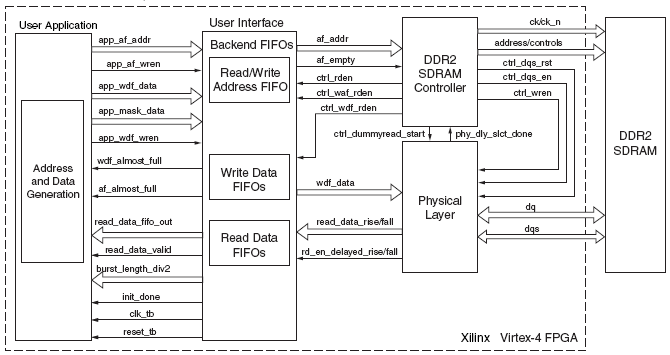 User Application
User Interface
ck/ck_n
app_af_addr
af_addr
Backend FIFOs
address/controls
app_af_wren
af_empty
DDR2
SDRAM
Controller
ctrl_dqs_rst
Read/Write
Address FIFO
ctrl_rden
ctrl_dqs_en
app_wdf_data
ctrl_waf_rden
ctrl_wren
app_mask_data
ctrl_wdf_rden
app_wdf_wren
ctrl_dummyread_start
phy_dly_slct_done
DDR2
SDRAM
wdf_almost_full
Address
and Data
Generation
Write Data
FIFOs
af_almost_full
wdf_data
Physical
Layer
dq
read_data_fifo_out
read_data_rise/fall
Read Data
FIFOs
dqs
read_data_valid
rd_en_delayed_rise/fall
burst_length_div2
init_done
clk_tb
reset_tb
Xilinx Virtex-4 FPGA